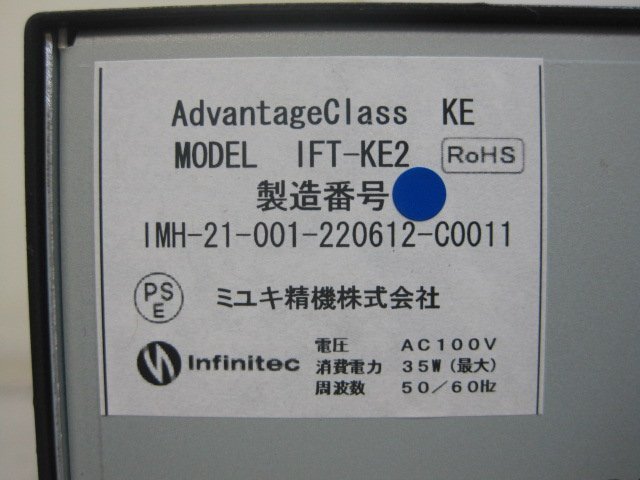 AdvantageClass KE
MODEL IFT-KE2 RoHS
製造番号
IMH-21-001-220612-C0011
PSE ミユキ精機株式会社
Infinitec
電圧 AC100V
消費電力 35W(最大)
周波数 50/60Hz